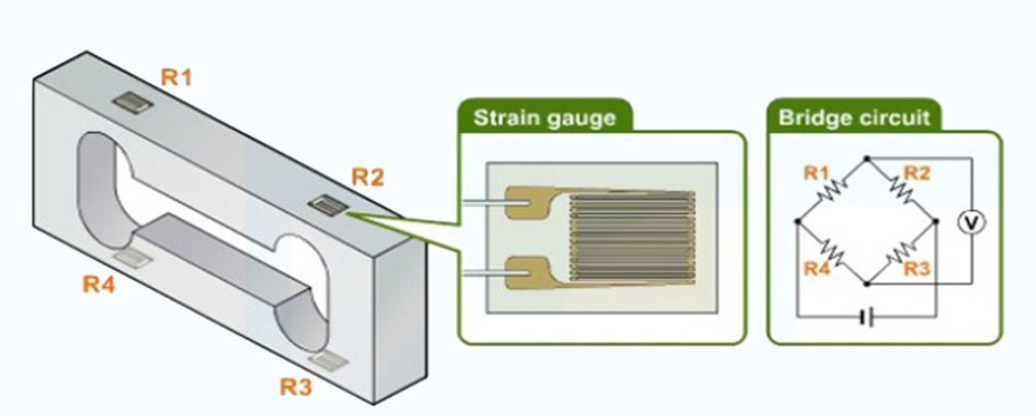 R1
R2
R4
R3
Strain gauge
Bridge circuit
R1
R2
V
R4
R3